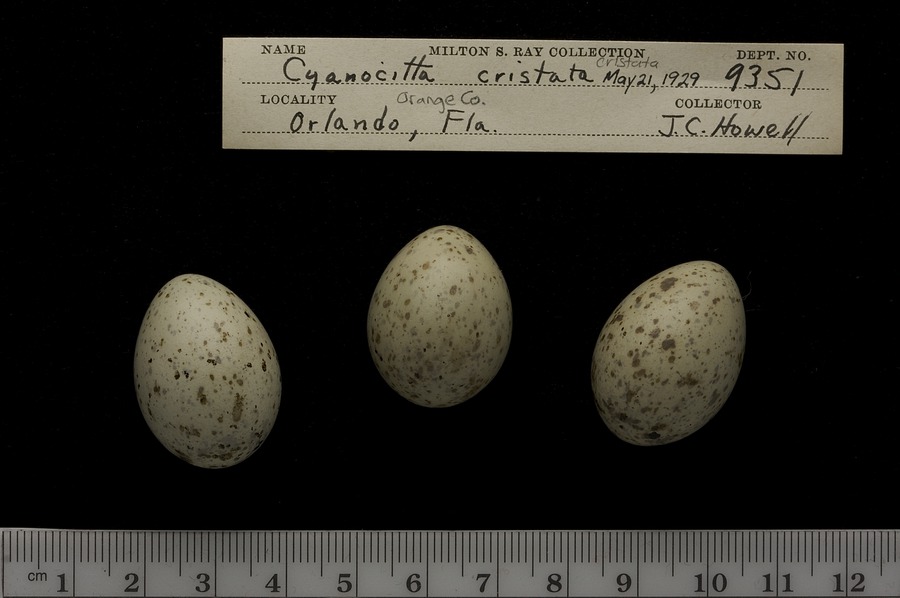 NAME MILTON S. RAY COLLECTION DEPT. NO.
cristata
Cyanocitta cristata May 21, 1929 9351
LOCALITY Orange Co. COLLECTOR
Orlando, Fla. J.C. Howell
cm 1 2 3 4 5 6 7 8 9 10 11 12